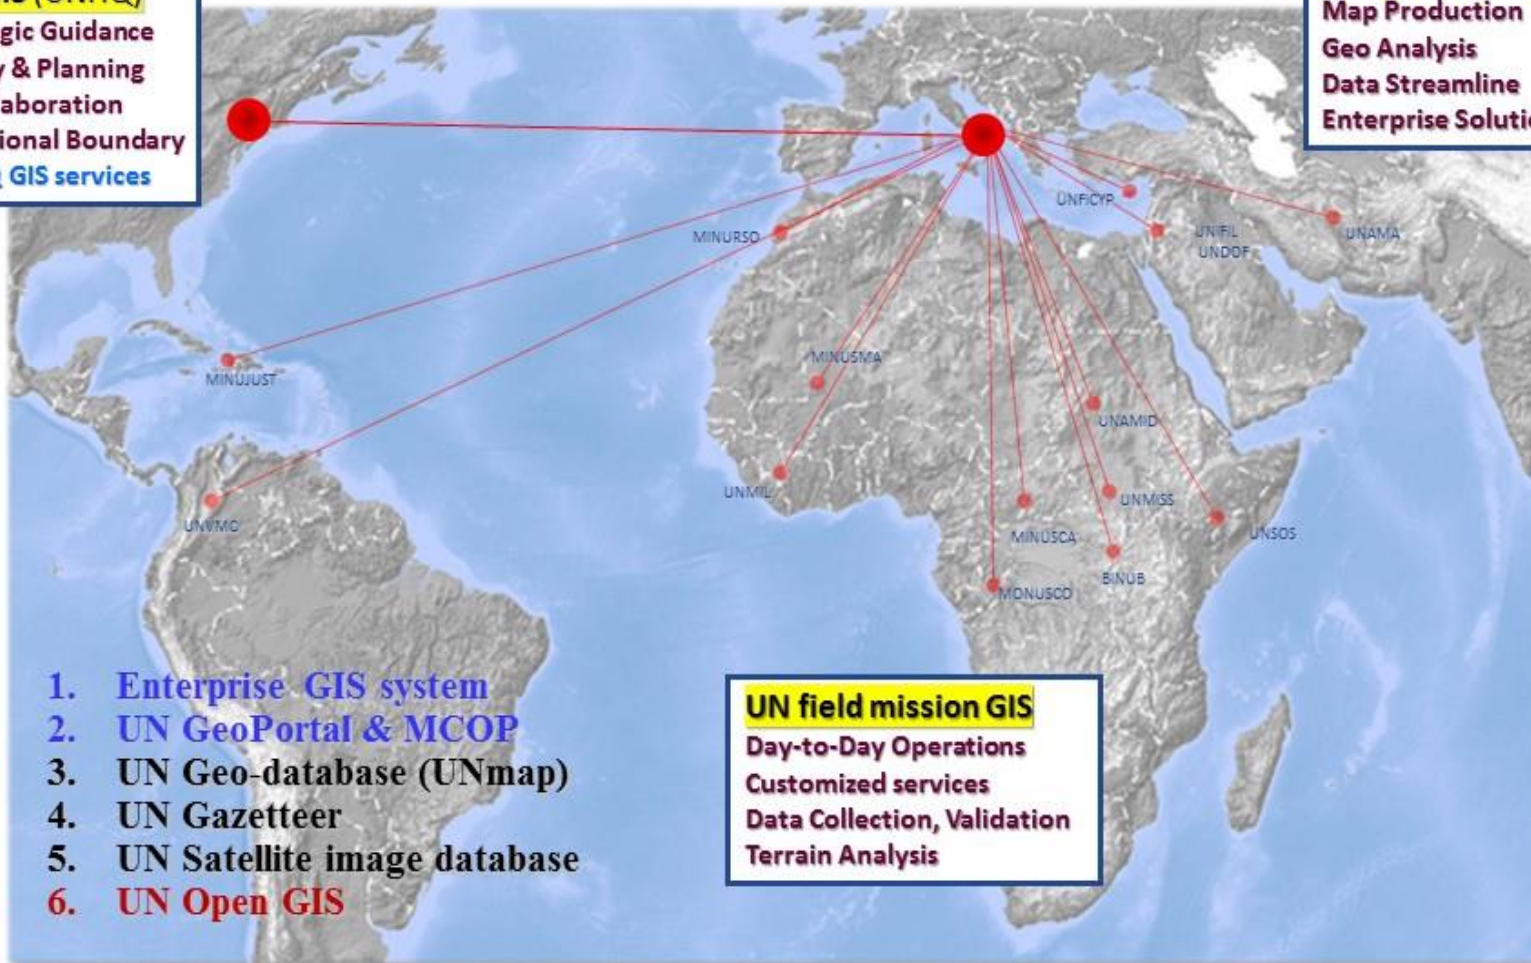 (UNHQ)
gic Guidance
y & Planning
aboration
ional Boundary
GIS services
Map Production
Geo Analysis
Data Streamline
Enterprise Soluti
UNFICYP
MINURSO
UNIFIL
UNDOF
UNAMA
MINUSMA
MINUJUST
UNAMID
UNMIL
UNMISS
UNVMC
MINUSCA
UNSOS
BINUB
MONUSCO
1. Enterprise GIS system
2. UN GeoPortal & MCOP
3. UN Geo-database (UNmap)
4. UN Gazetteer
5. UN Satellite image database
6. UN Open GIS
UN field mission GIS
Day-to-Day Operations
Customized services
Data Collection, Validation
Terrain Analysis